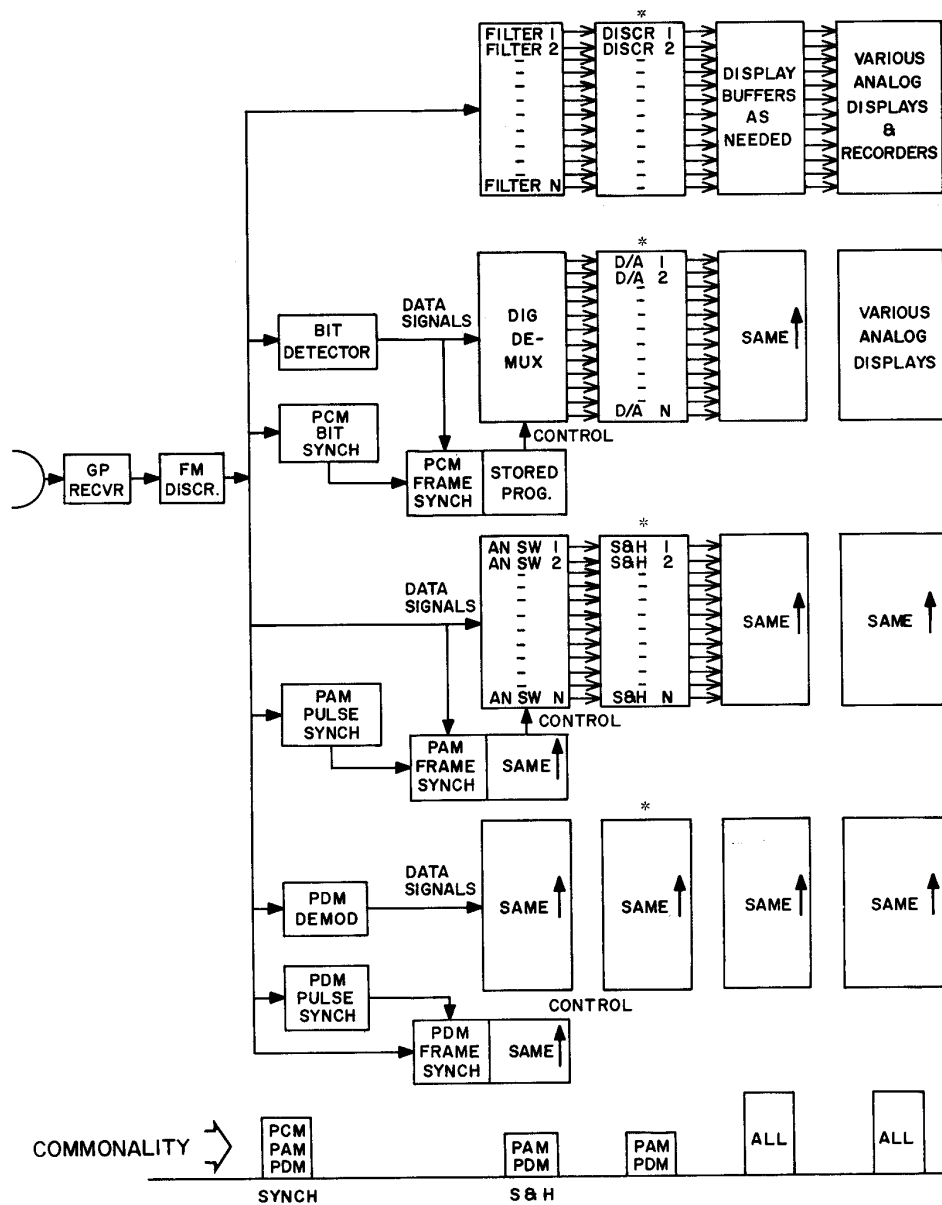 *
FILTER 1
FILTER 2
FILTER N
DISCR 1
DISCR 2
DISPLAY
BUFFERS
AS
NEEDED
VARIOUS
ANALOG
DISPLAYS
&
RECORDERS
*
BIT
DETECTOR
DATA
SIGNALS
DIG
DE-
MUX
D/A 1
D/A 2
D/A N
SAME
VARIOUS
ANALOG
DISPLAYS
PCM
BIT
SYNCH
CONTROL
PCM
FRAME
SYNCH
STORED
PROG.
GP
RECVR
FM
DISCR.
*
DATA
SIGNALS
AN SW 1
AN SW 2
AN SW N
S&H 1
S&H 2
S&H N
SAME
SAME
PAM
PULSE
SYNCH
CONTROL
PAM
FRAME
SYNCH
SAME
*
PDM
DEMOD
DATA
SIGNALS
SAME
SAME
SAME
SAME
PDM
PULSE
SYNCH
CONTROL
PDM
FRAME
SYNCH
SAME
COMMONALITY
PCM
PAM
PDM
PAM
PDM
PAM
PDM
ALL
ALL
SYNCH
S&H